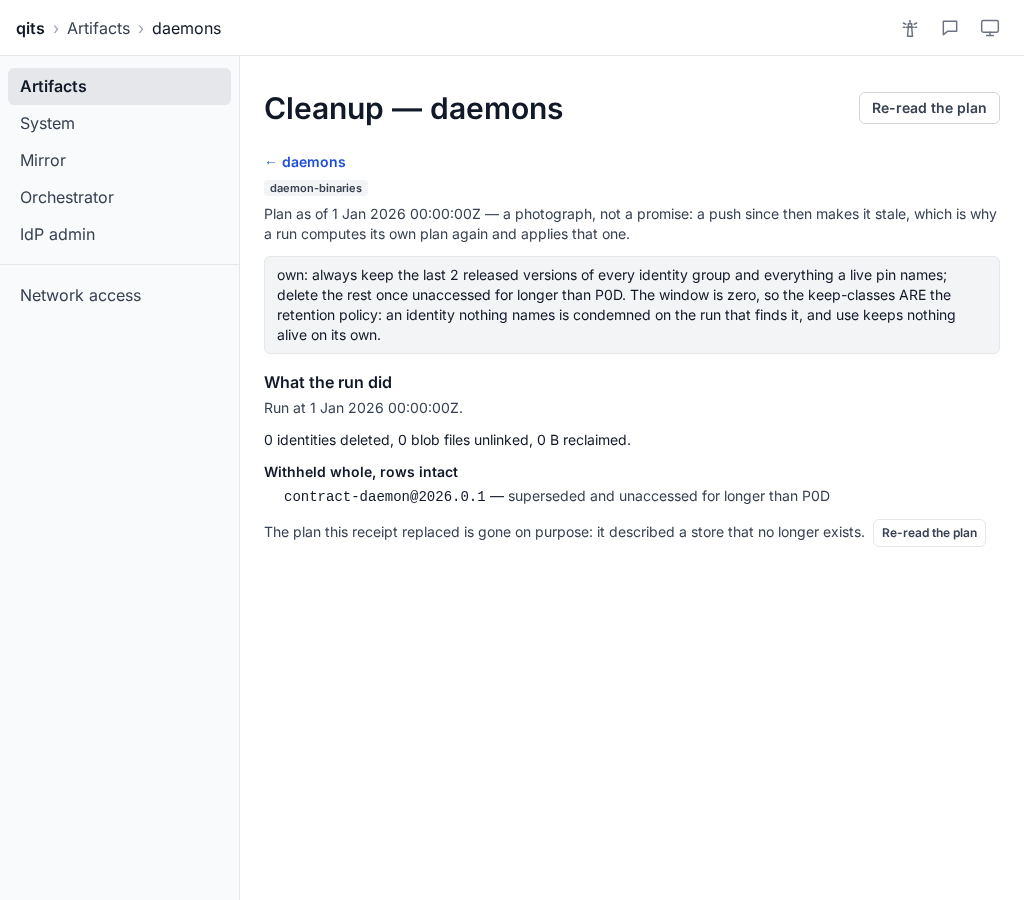 qits › Artifacts › daemons
Artifacts
System
Mirror
Orchestrator
IdP admin
Network access
Cleanup — daemons
Re-read the plan
← daemons
daemon-binaries
Plan as of 1 Jan 2026 00:00:00Z — a photograph, not a promise: a push since then makes it stale, which is why
a run computes its own plan again and applies that one.
own: always keep the last 2 released versions of every identity group and everything a live pin names;
delete the rest once unaccessed for longer than P0D. The window is zero, so the keep-classes ARE the
retention policy: an identity nothing names is condemned on the run that finds it, and use keeps nothing
alive on its own.
What the run did
Run at 1 Jan 2026 00:00:00Z.
0 identities deleted, 0 blob files unlinked, 0 B reclaimed.
Withheld whole, rows intact
contract-daemon@2026.0.1 — superseded and unaccessed for longer than P0D
The plan this receipt replaced is gone on purpose: it described a store that no longer exists. Re-read the plan